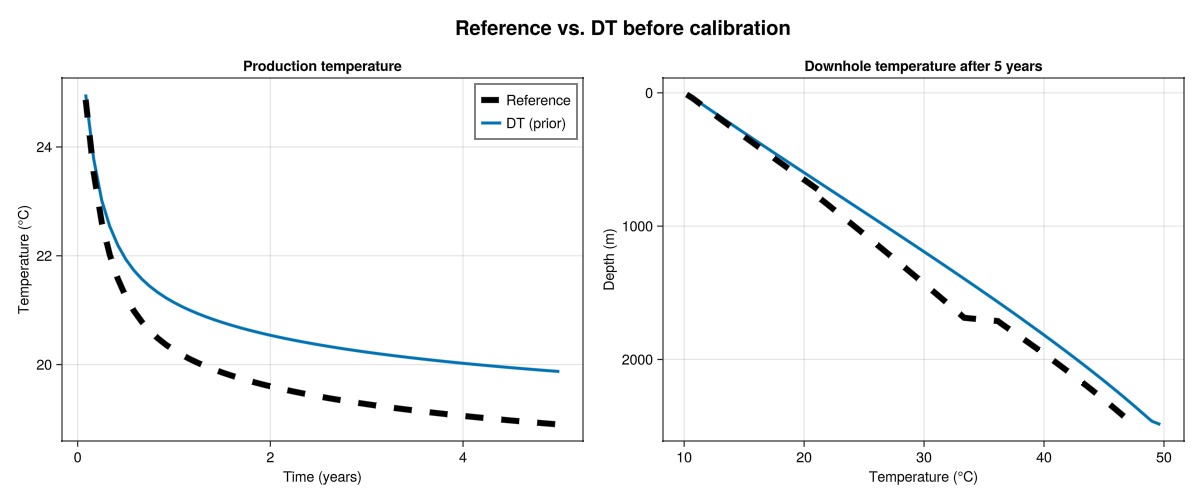 Reference vs. DT before calibration
Production temperature
Temperature (°C)
24
22
20
0
2
4
Time (years)
Reference
DT (prior)
Downhole temperature after 5 years
Depth (m)
0
1000
2000
10
20
30
40
50
Temperature (°C)